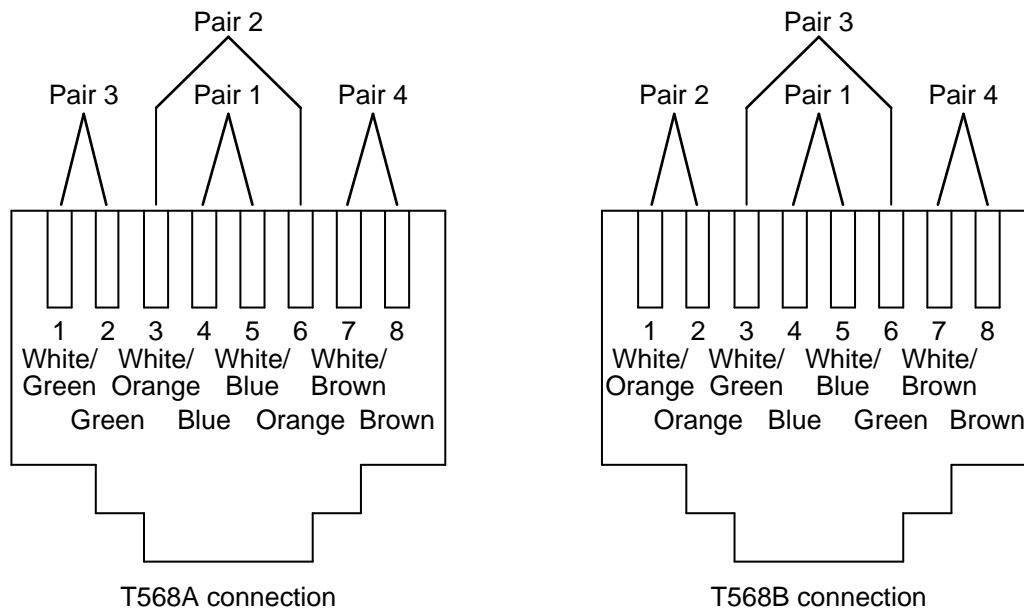 Pair 2
Pair 3
Pair 3 Pair 1 Pair 4
Pair 2 Pair 1 Pair 4
1 2 3 4 5 6 7 8
White/ White/ White/ White/
Green Orange Blue Brown
Green Blue Orange Brown
1 2 3 4 5 6 7 8
White/ White/ White/ White/
Orange Green Blue Brown
Orange Blue Green Brown
T568A connection
T568B connection